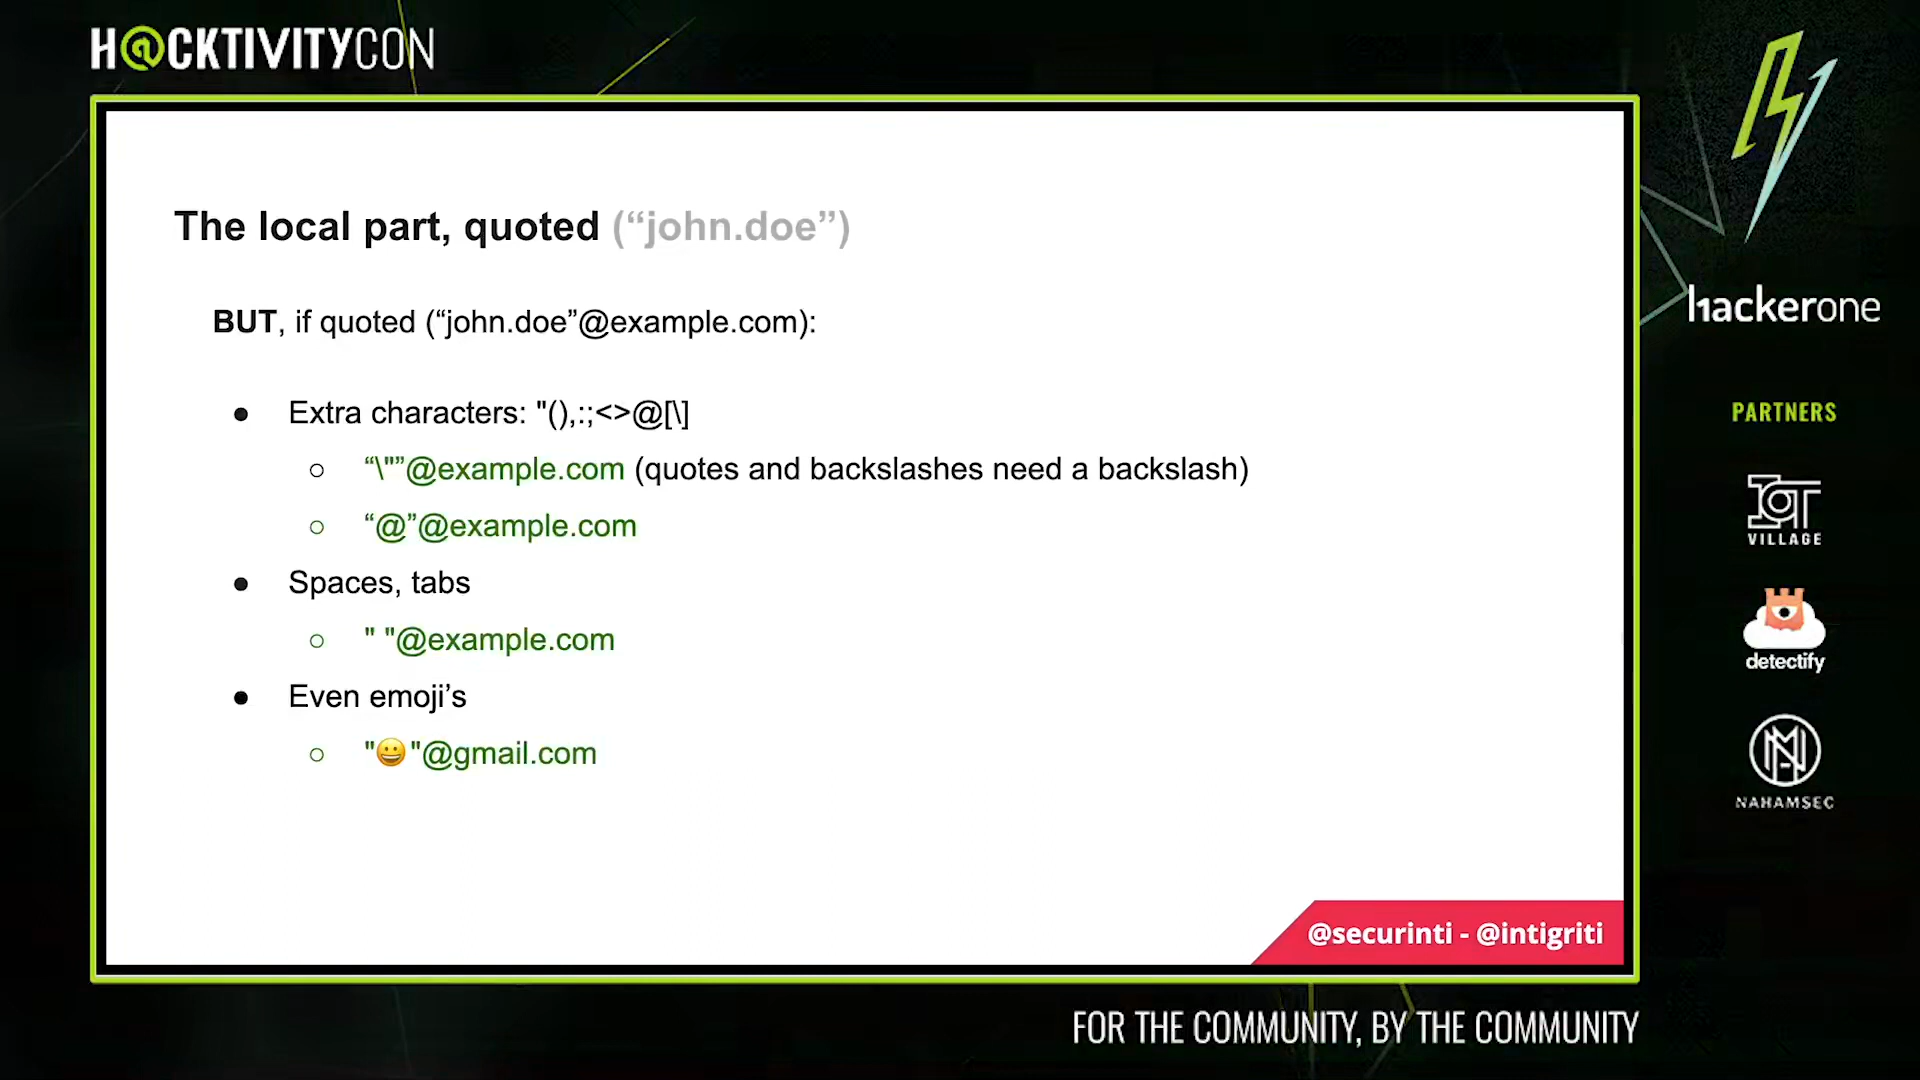 H@CKTIVITYCON
The local part, quoted (“john.doe”)
BUT, if quoted (“john.doe”@example.com):
● Extra characters: "(),:;<>@[\]
○ “\"”@example.com (quotes and backslashes need a backslash)
○ “@”@example.com
● Spaces, tabs
○ " "@example.com
● Even emoji’s
○ "😀"@gmail.com
@securinti - @intigriti
hackerone
PARTNERS
IOT
VILLAGE
detectify
NAHAMSEC
FOR THE COMMUNITY, BY THE COMMUNITY